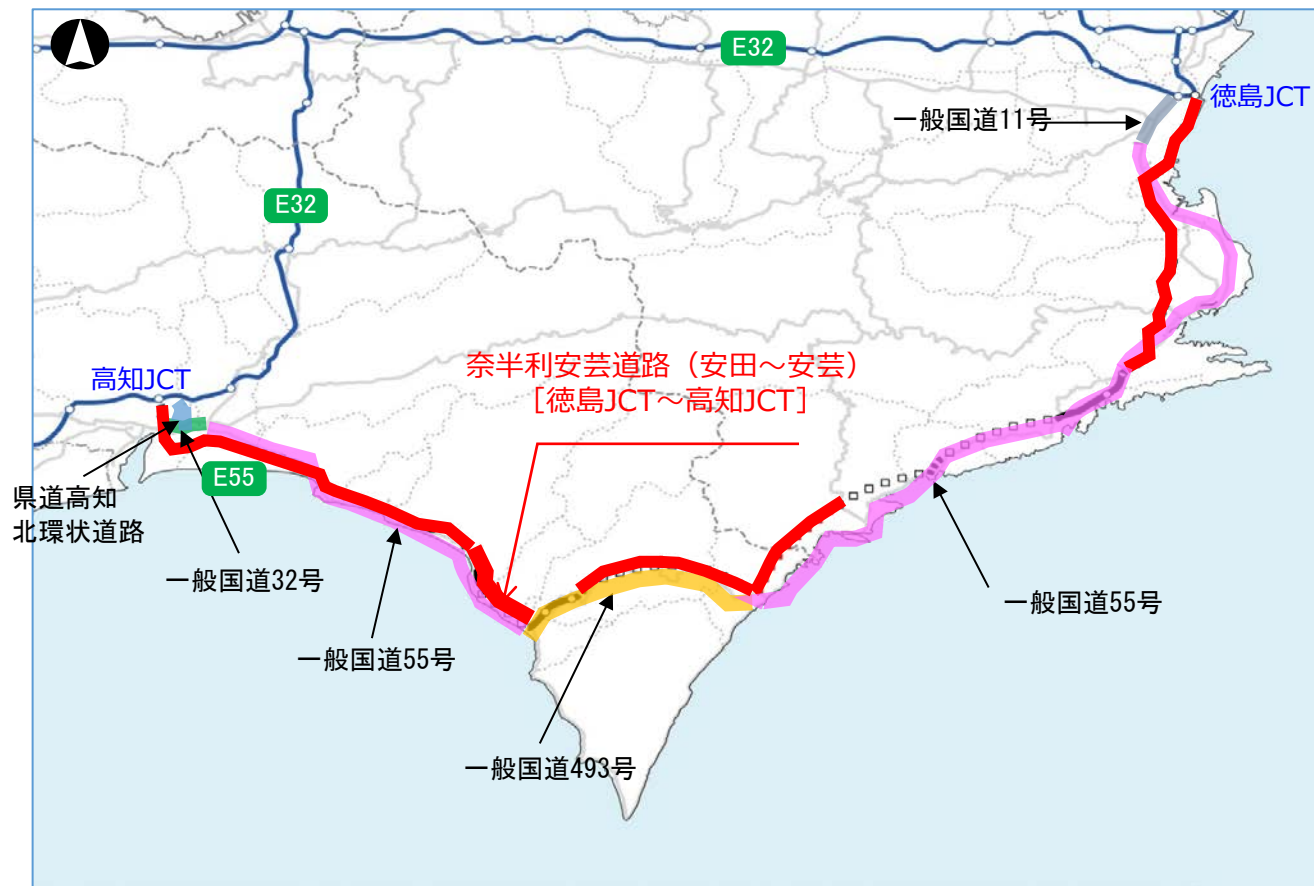 E32
徳島JCT
一般国道11号
E32
奈半利安芸道路（安田～安芸）
［徳島JCT～高知JCT］
高知JCT
E55
県道高知
北環状道路
一般国道32号
一般国道55号
一般国道55号
一般国道493号